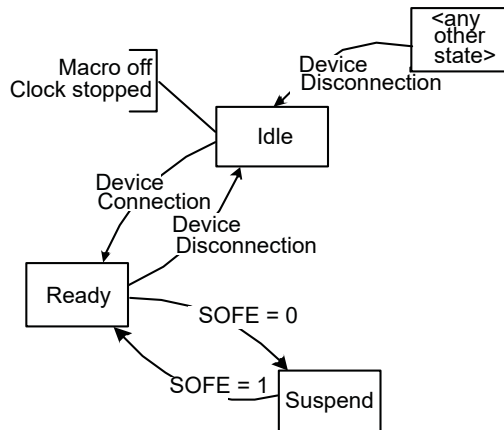 <any
other
state>
Device
Disconnection
Macro off
Clock stopped
Idle
Device
Connection
Device
Disconnection
Ready
SOFE = 0
SOFE = 1
Suspend